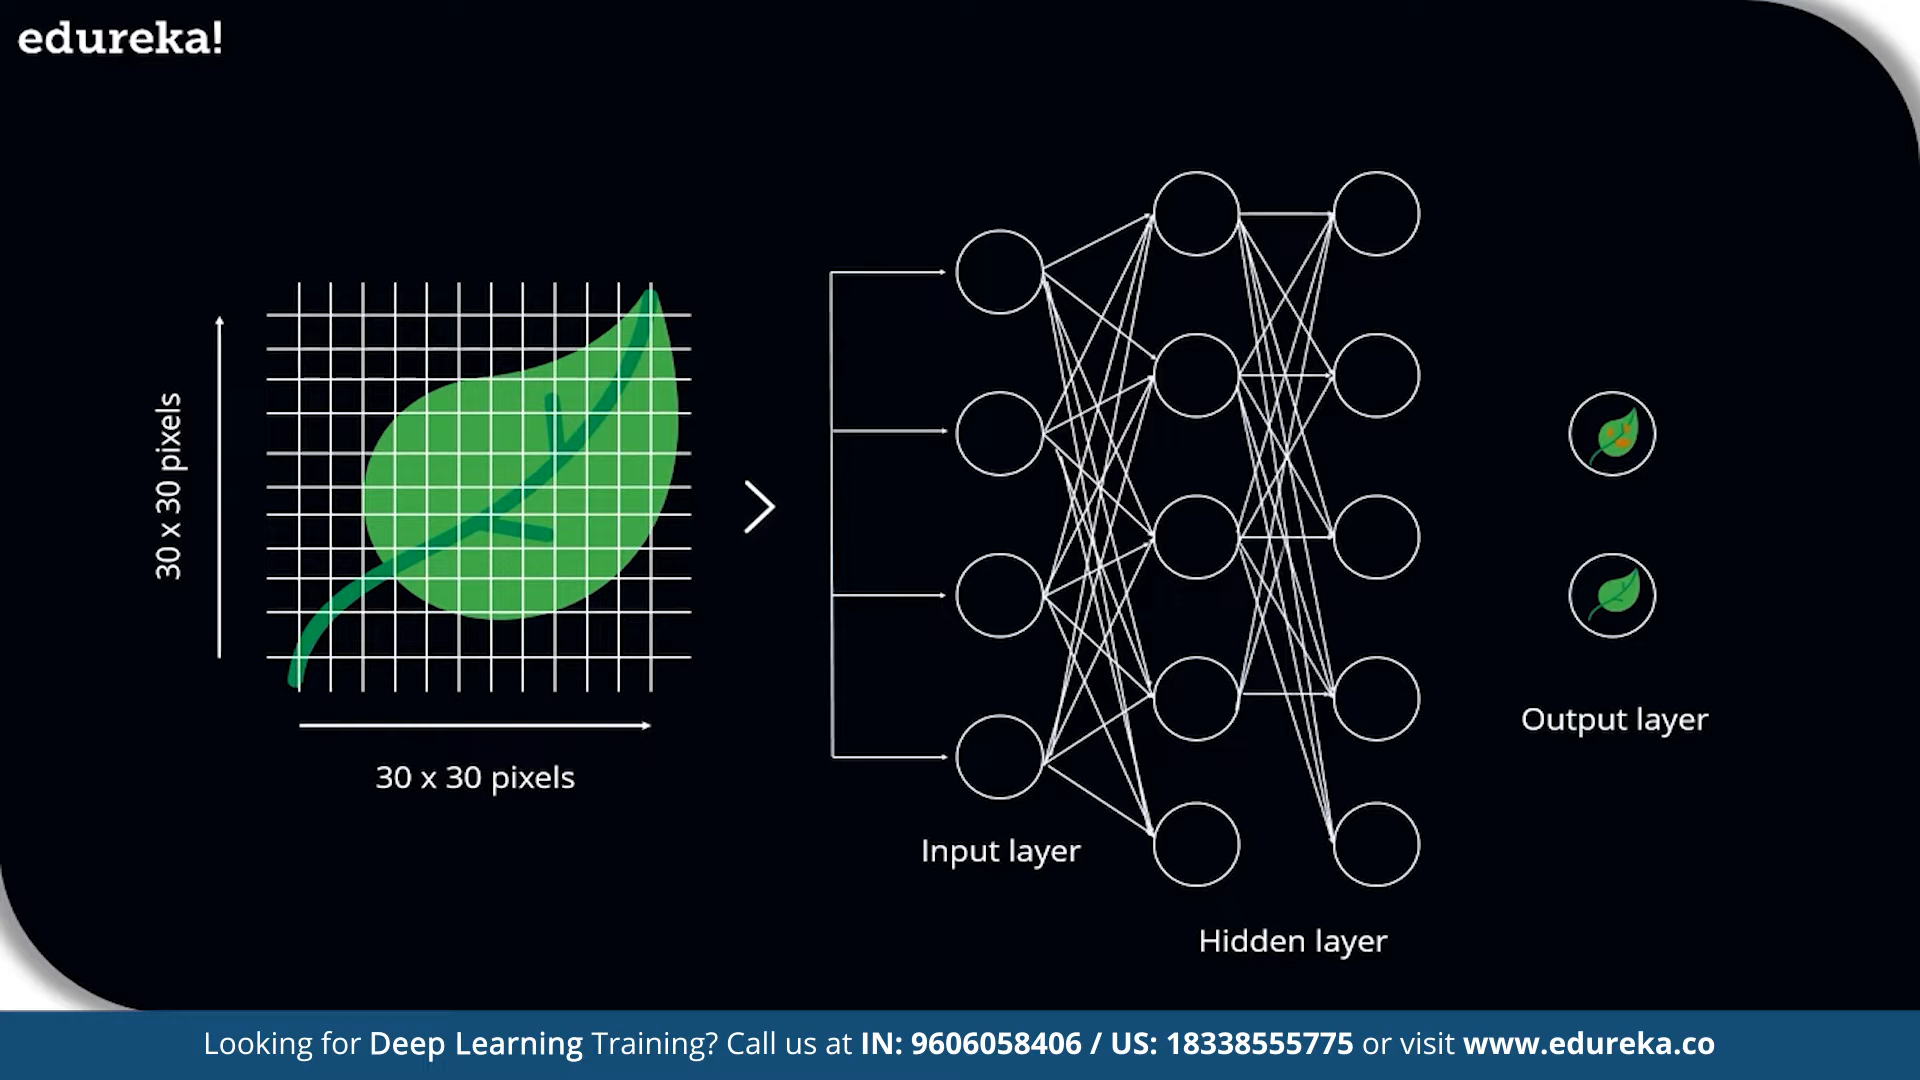 edureka!
30 x 30 pixels
30 x 30 pixels
Input layer
Hidden layer
Output layer
Looking for Deep Learning Training? Call us at IN: 9606058406 / US: 18338555775 or visit www.edureka.co